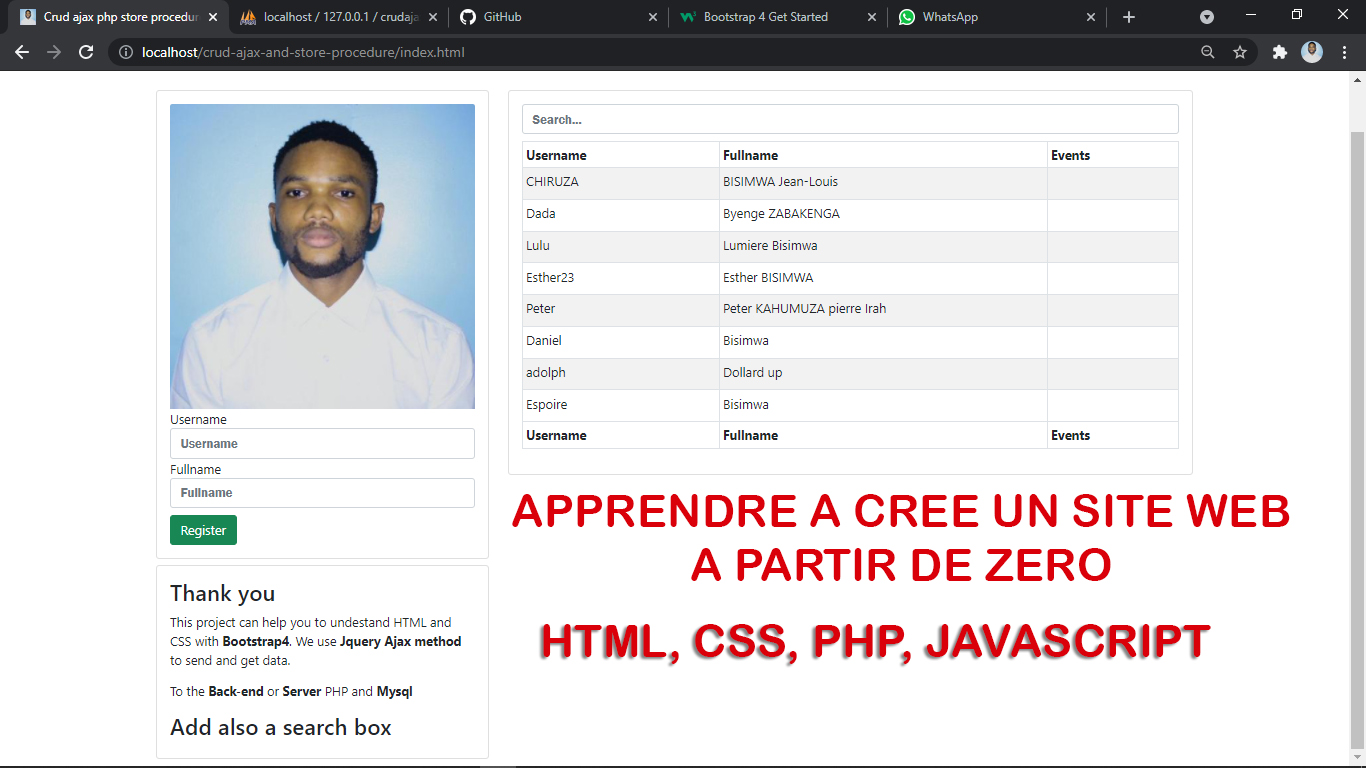 Crud ajax php store procedur
localhost / 127.0.0.1 / crudaja
GitHub
Bootstrap 4 Get Started
WhatsApp
localhost/crud-ajax-and-store-procedure/index.html
Username
Username
Fullname
Fullname
Register
Thank you
This project can help you to undestand HTML and
CSS with Bootstrap4. We use Jquery Ajax method
to send and get data.
To the Back-end or Server PHP and Mysql
Add also a search box
Search...
Username Fullname Events
CHIRUZA BISIMWA Jean-Louis
Dada Byenge ZABAKENGA
Lulu Lumiere Bisimwa
Esther23 Esther BISIMWA
Peter Peter KAHUMUZA pierre Irah
Daniel Bisimwa
adolph Dollard up
Espoire Bisimwa
Username Fullname Events
APPRENDRE A CREE UN SITE WEB
A PARTIR DE ZERO
HTML, CSS, PHP, JAVASCRIPT